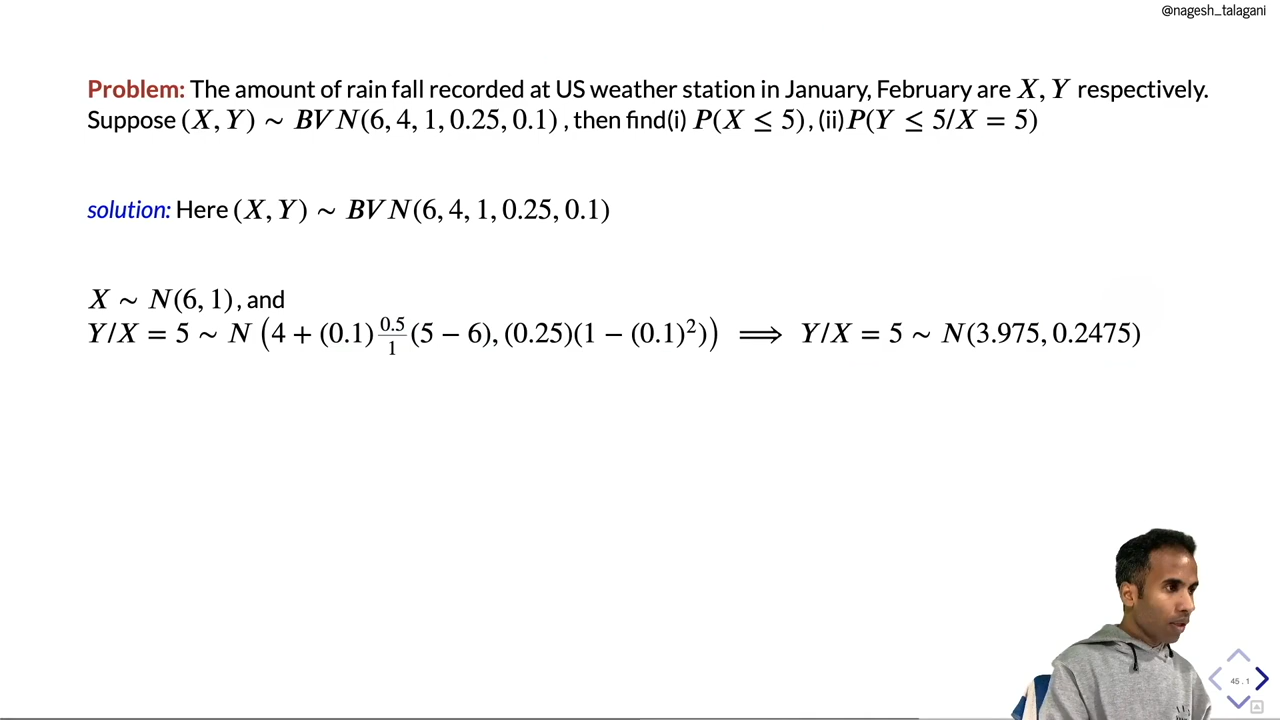 @nagesh_talagani
Problem: The amount of rain fall recorded at US weather station in January, February are X, Y respectively.
Suppose (X, Y) ∼ BVN(6, 4, 1, 0.25, 0.1) , then find(i) P(X ≤ 5), (ii)P(Y ≤ 5/X = 5)
solution: Here (X, Y) ∼ BVN(6, 4, 1, 0.25, 0.1)
X ∼ N(6, 1), and
Y/X = 5 ∼ N (4 + (0.1) 0.5/1 (5 − 6), (0.25)(1 − (0.1)²)) ⟹ Y/X = 5 ∼ N(3.975, 0.2475)
45 . 1